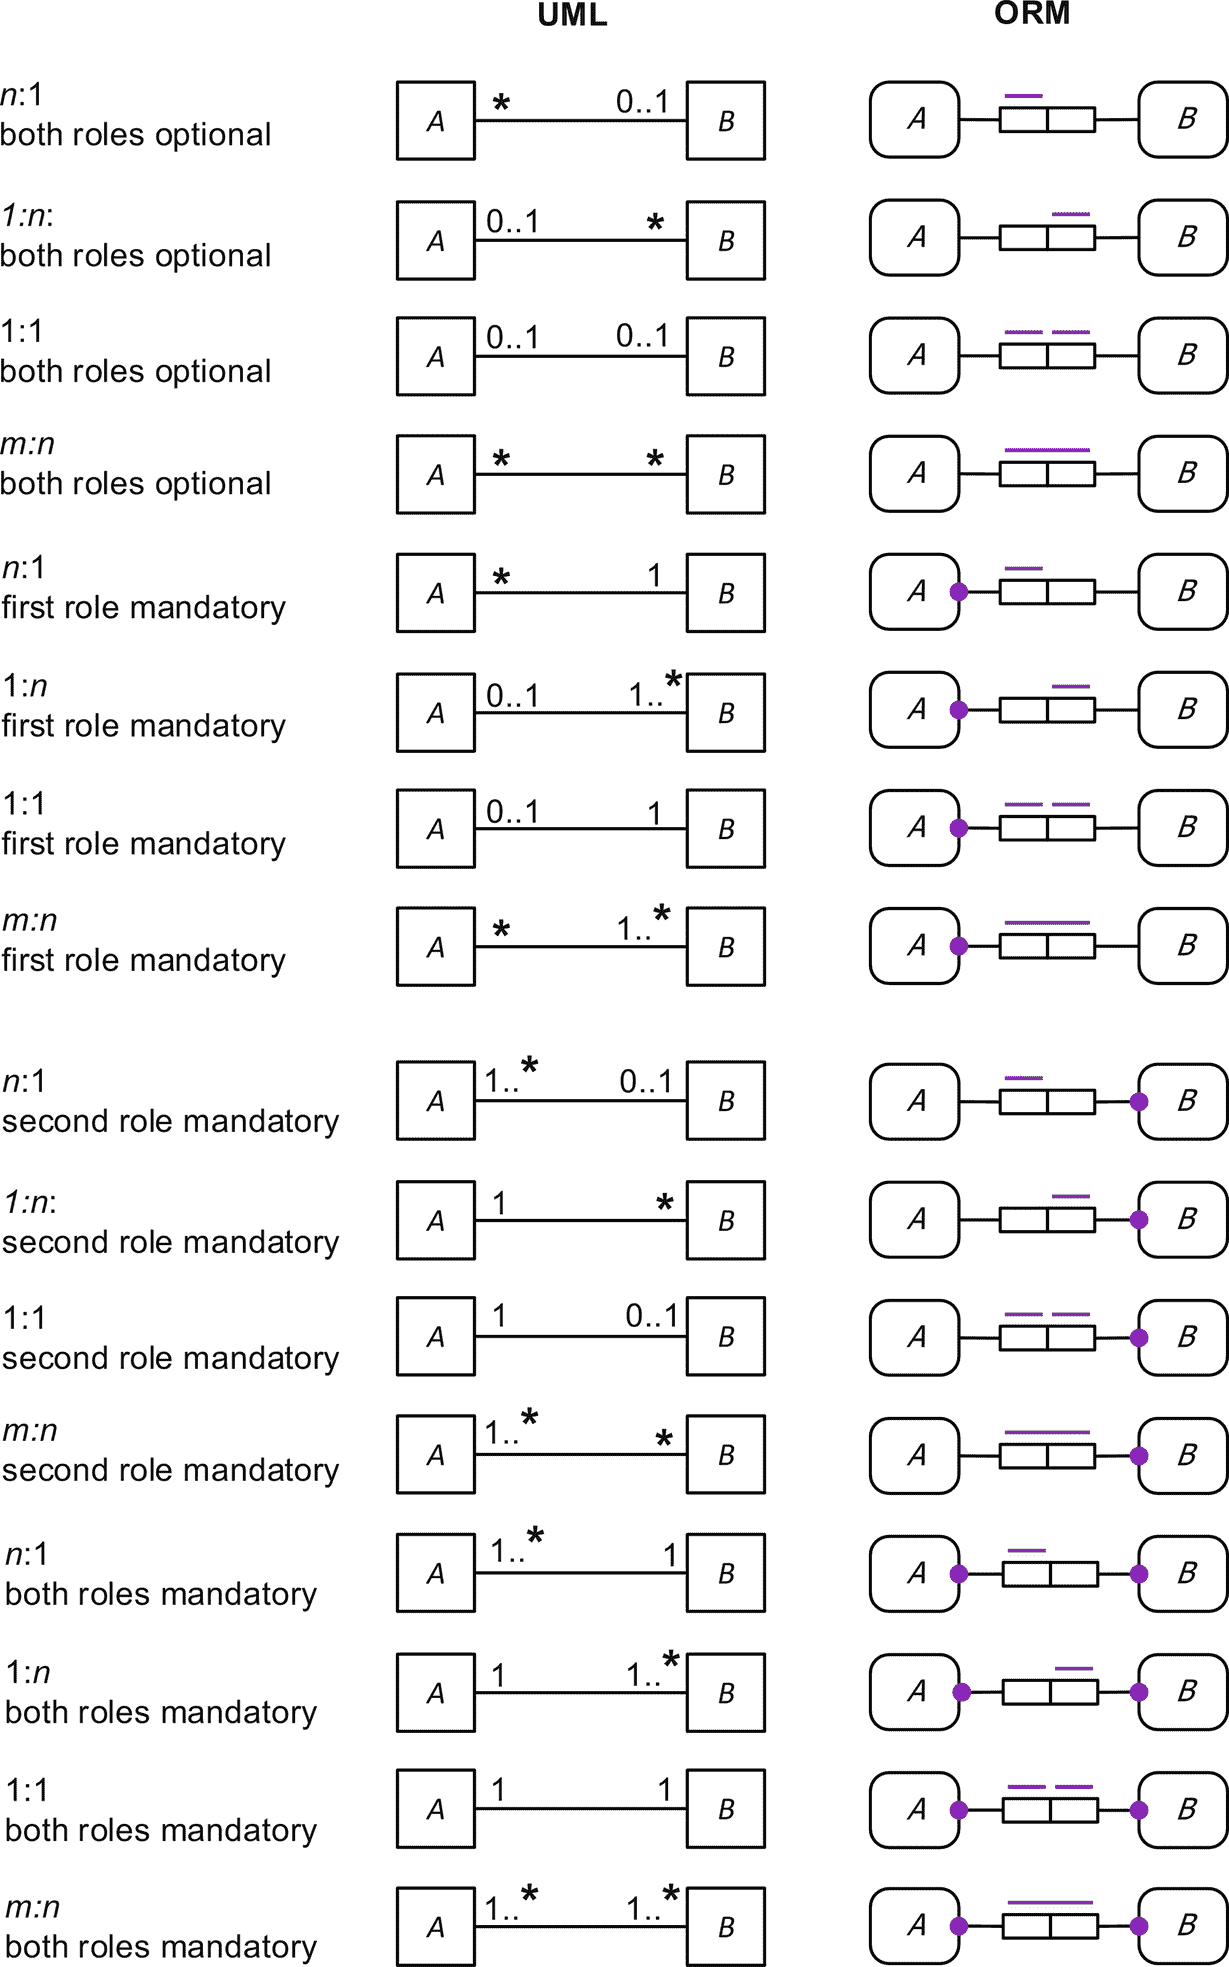 UML ORM
n:1
both roles optional
A * 0..1 B A B
1:n:
both roles optional
A 0..1 * B A B
1:1
both roles optional
A 0..1 0..1 B A B
m:n
both roles optional
A * * B A B
n:1
first role mandatory
A * 1 B A B
1:n
first role mandatory
A 0..1 1..* B A B
1:1
first role mandatory
A 0..1 1 B A B
m:n
first role mandatory
A * 1..* B A B
n:1
second role mandatory
A 1..* 0..1 B A B
1:n:
second role mandatory
A 1 * B A B
1:1
second role mandatory
A 1 0..1 B A B
m:n
second role mandatory
A 1..* * B A B
n:1
both roles mandatory
A 1..* 1 B A B
1:n
both roles mandatory
A 1 1..* B A B
1:1
both roles mandatory
A 1 1 B A B
m:n
both roles mandatory
A 1..* 1..* B A B